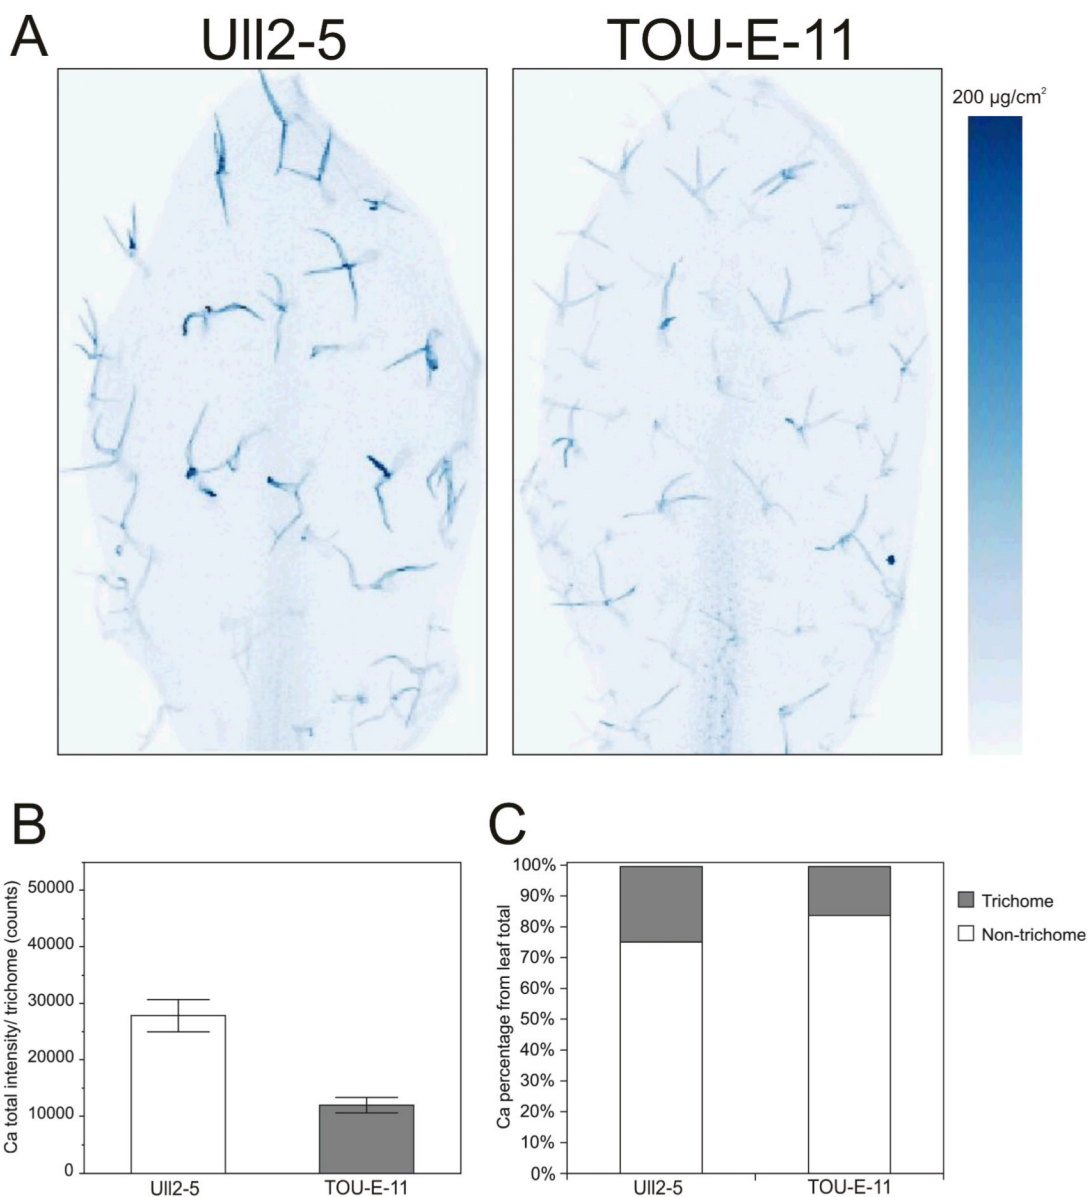 A
Ull2-5
TOU-E-11
200 µg/cm²
B
Ca total intensity/ trichome (counts)
50000
40000
30000
20000
10000
0
Ull2-5
TOU-E-11
C
Ca percentage from leaf total
100%
90%
80%
70%
60%
50%
40%
30%
20%
10%
0%
Ull2-5
TOU-E-11
Trichome
Non-trichome